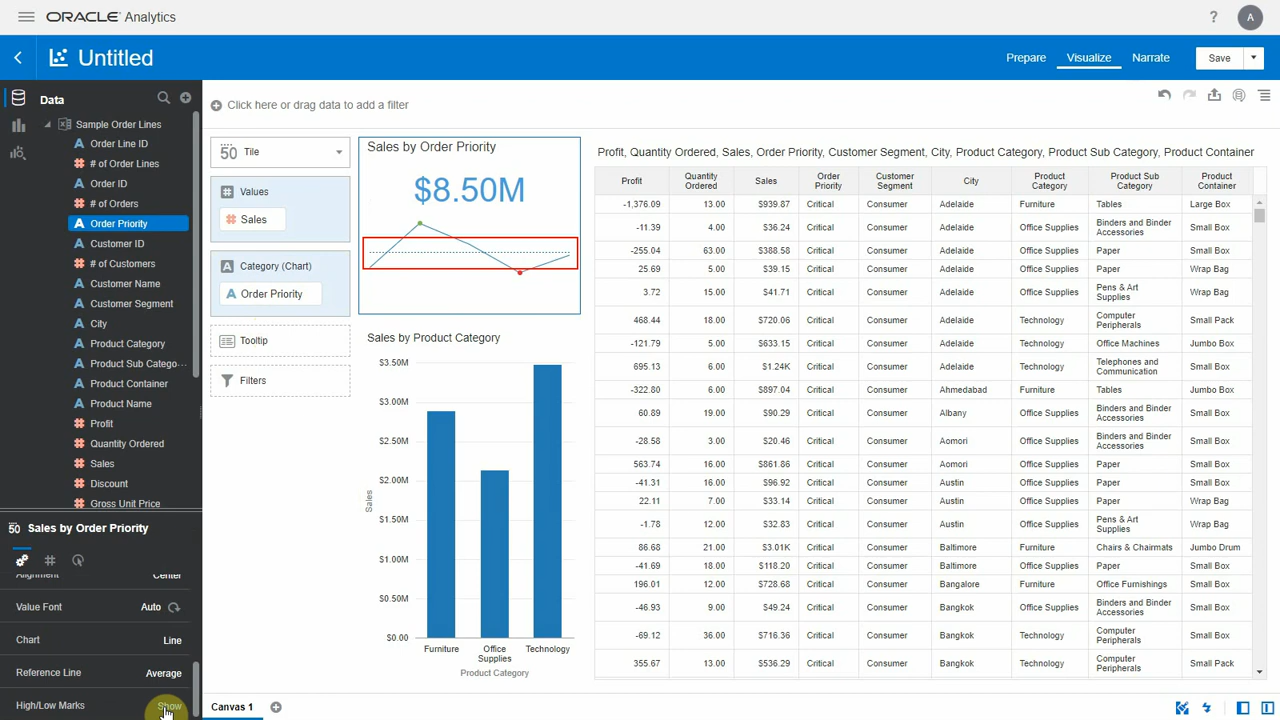 ORACLE Analytics
?
A
Untitled
Prepare
Visualize
Narrate
Save
Data
Sample Order Lines
A Order Line ID
# # of Order Lines
A Order ID
# # of Orders
A Order Priority
A Customer ID
# # of Customers
A Customer Name
A Customer Segment
A City
A Product Category
A Product Sub Catego···
A Product Container
A Product Name
# Profit
# Quantity Ordered
# Sales
# Discount
# Gross Unit Price
50 Sales by Order Priority
#
Alignment Center
Value Font Auto
Chart Line
Reference Line Average
High/Low Marks Show
Click here or drag data to add a filter
50 Tile
# Values
# Sales
A Category (Chart)
A Order Priority
Tooltip
Filters
Sales by Order Priority
$8.50M
Sales by Product Category
$3.50M
$3.00M
$2.50M
$2.00M
$1.50M
$1.00M
$0.50M
$0.00
Sales
Furniture
Office
Supplies
Technology
Product Category
Profit, Quantity Ordered, Sales, Order Priority, Customer Segment, City, Product Category, Product Sub Category, Product Container
Profit Quantity Ordered Sales Order Priority Customer Segment City Product Category Product Sub Category Product Container
-1,376.09 13.00 $939.87 Critical Consumer Adelaide Furniture Tables Large Box
-11.39 4.00 $36.24 Critical Consumer Adelaide Office Supplies Binders and Binder Accessories Small Box
-255.04 63.00 $388.58 Critical Consumer Adelaide Office Supplies Paper Small Box
25.69 5.00 $39.15 Critical Consumer Adelaide Office Supplies Paper Wrap Bag
3.72 15.00 $41.71 Critical Consumer Adelaide Office Supplies Pens & Art Supplies Wrap Bag
468.44 18.00 $720.06 Critical Consumer Adelaide Technology Computer Peripherals Small Pack
-121.79 5.00 $633.15 Critical Consumer Adelaide Technology Office Machines Jumbo Box
695.13 6.00 $1.24K Critical Consumer Adelaide Technology Telephones and Communication Small Box
-322.80 6.00 $897.04 Critical Consumer Ahmedabad Furniture Tables Jumbo Box
60.89 19.00 $90.29 Critical Consumer Albany Office Supplies Binders and Binder Accessories Small Box
-28.58 3.00 $20.46 Critical Consumer Aomori Office Supplies Binders and Binder Accessories Small Box
563.74 16.00 $861.86 Critical Consumer Aomori Office Supplies Paper Small Box
-41.31 16.00 $96.92 Critical Consumer Austin Office Supplies Paper Small Box
22.11 7.00 $33.14 Critical Consumer Austin Office Supplies Paper Wrap Bag
-1.78 12.00 $32.83 Critical Consumer Austin Office Supplies Pens & Art Supplies Wrap Bag
86.68 21.00 $3.01K Critical Consumer Baltimore Furniture Chairs & Chairmats Jumbo Drum
-41.69 18.00 $118.20 Critical Consumer Baltimore Office Supplies Paper Small Box
196.01 12.00 $728.68 Critical Consumer Bangalore Furniture Office Furnishings Small Box
-46.93 9.00 $49.24 Critical Consumer Bangkok Office Supplies Binders and Binder Accessories Small Box
-69.12 36.00 $716.36 Critical Consumer Bangkok Technology Computer Peripherals Small Box
355.67 13.00 $536.29 Critical Consumer Bangkok Technology Computer Peripherals Small Pack
Canvas 1